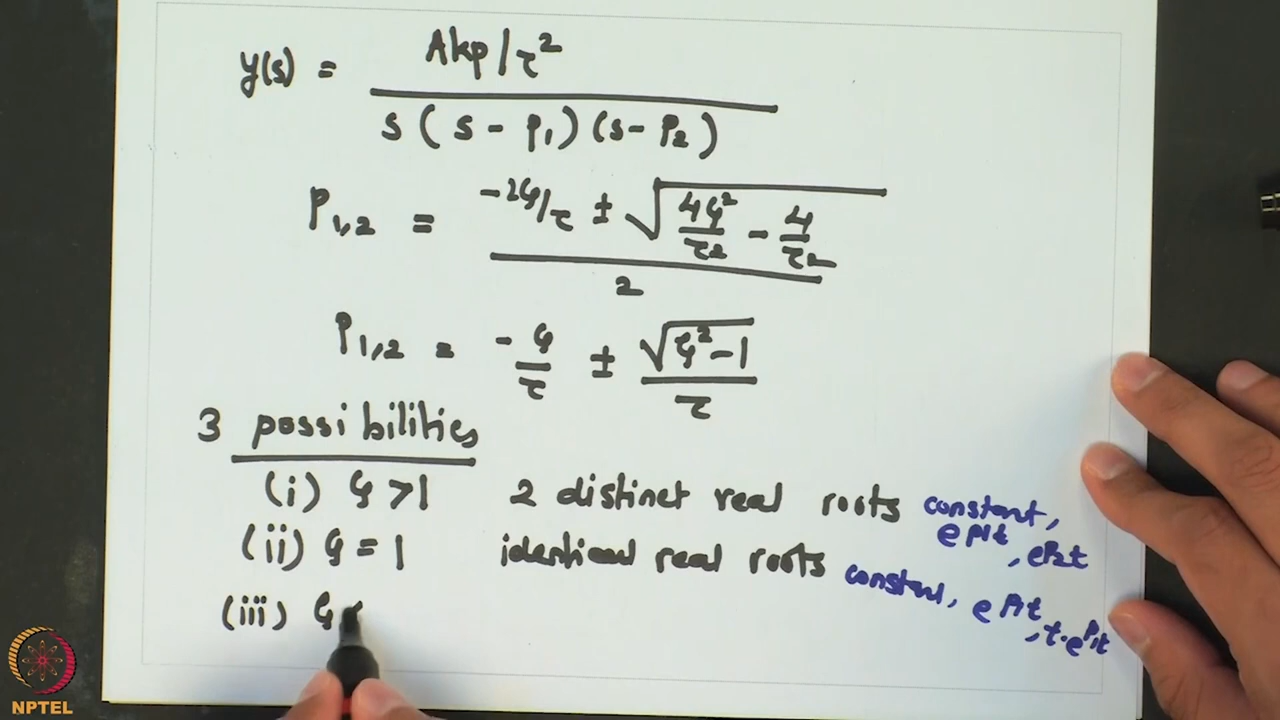 y(s) = Akp/τ² / s(s - p₁)(s - p₂)
P₁,₂ = (-2ζ/τ ± √(4ζ²/τ² - 4/τ²)) / 2
P₁,₂ = -ζ/τ ± √(ζ² - 1)/τ
3 possibilities
(i) ζ > 1 2 distinct real roots constant, e^p₁t, e^p₂t
(ii) ζ = 1 identical real roots constant, e^p₁t, t·e^p₁t
(iii) ζ <
NPTEL